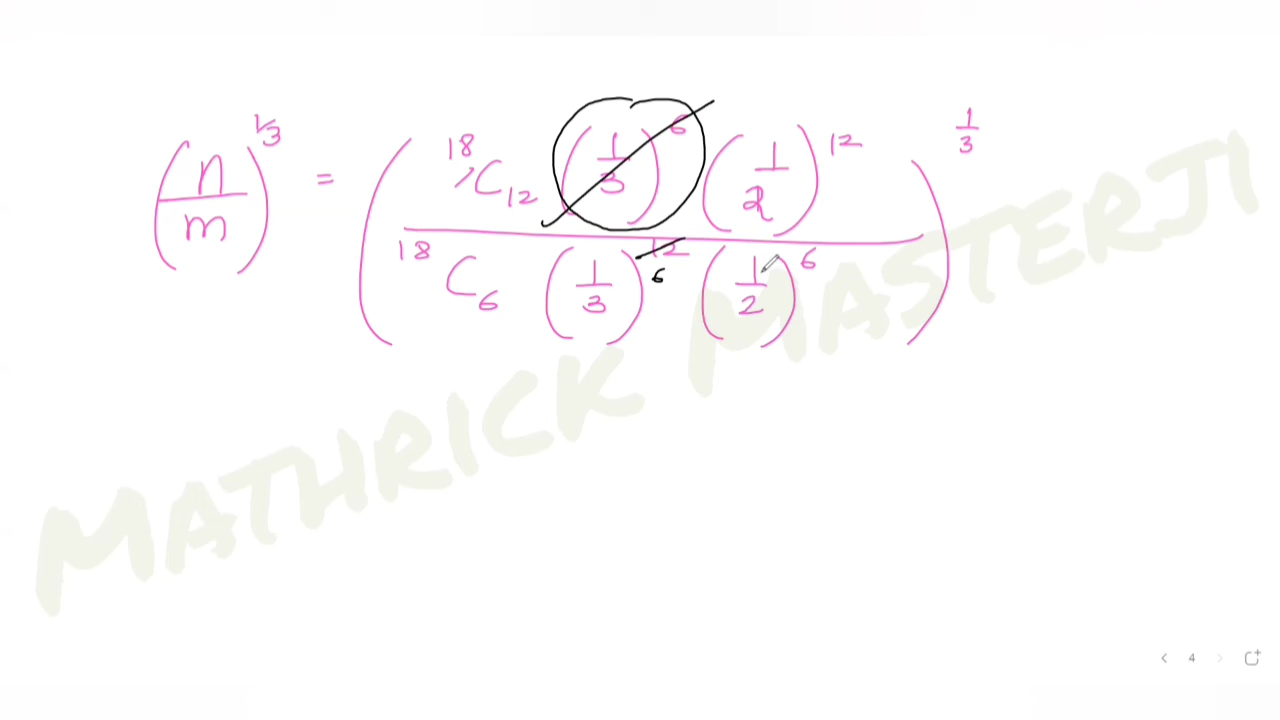 (n/m)^1/3 = ( 18C12 (1/3)^6 (1/2)^12 / 18C6 (1/3)^12 6 (1/2)^6 )^1/3
MATHRICK MASTERJI
< 4 >